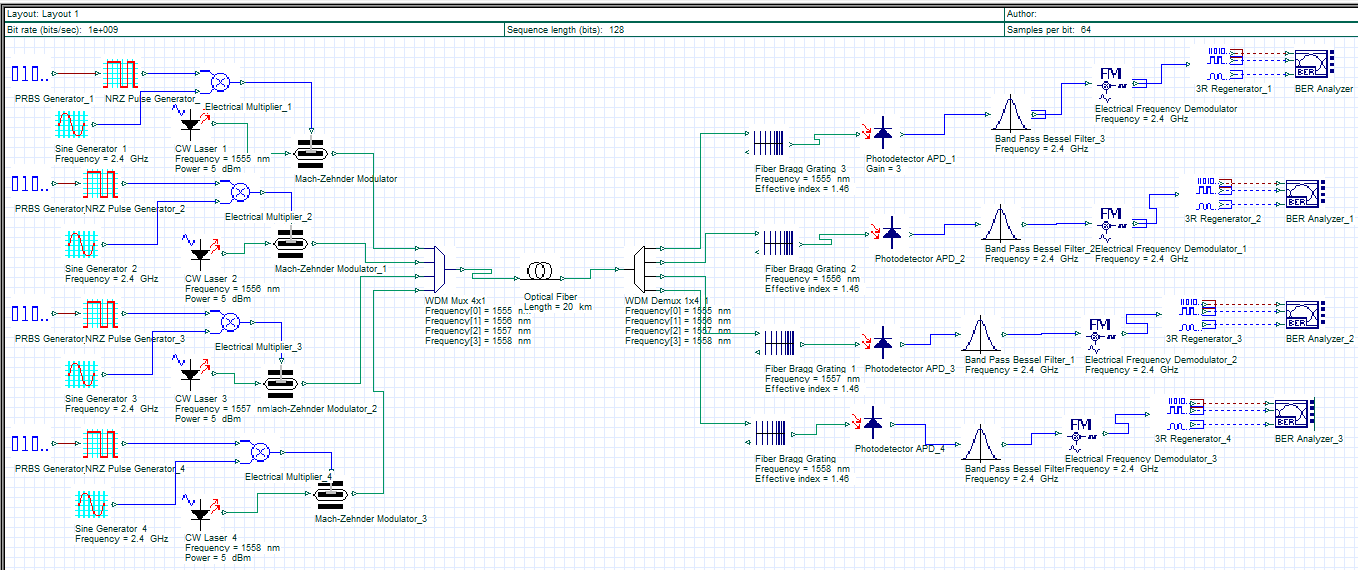 Layout: Layout 1
Author:
Bit rate (bits/sec): 1e+009
Sequence length (bits): 128
Samples per bit: 64
PRBS Generator_1
NRZ Pulse Generator_
Electrical Multiplier_1
Sine Generator 1
Frequency = 2.4 GHz
CW Laser 1
Frequency = 1555 nm
Power = 5 dBm
Mach-Zehnder Modulator
PRBS Generator
NRZ Pulse Generator_2
Electrical Multiplier_2
Sine Generator 2
Frequency = 2.4 GHz
CW Laser 2
Frequency = 1556 nm
Power = 5 dBm
Mach-Zehnder Modulator_1
PRBS Generator
NRZ Pulse Generator_3
Electrical Multiplier_3
Sine Generator 3
Frequency = 2.4 GHz
CW Laser 3
Frequency = 1557 nm
Power = 5 dBm
ach-Zehnder Modulator_2
PRBS Generator
NRZ Pulse Generator_4
Electrical Multiplier_4
Sine Generator 4
Frequency = 2.4 GHz
CW Laser 4
Frequency = 1558 nm
Power = 5 dBm
Mach-Zehnder Modulator_3
WDM Mux 4x1
Frequency[0] = 1555 n...
Frequency[1] = 1556 nm
Frequency[2] = 1557 nm
Frequency[3] = 1558 nm
Optical Fiber
Length = 20 km
WDM Demux 1x4_1
Frequency[0] = 1555 nm
Frequency[1] = 1556 nm
Frequency[2] = 1557 nm
Frequency[3] = 1558 nm
Fiber Bragg Grating 3
Frequency = 1555 nm
Effective index = 1.46
Photodetector APD_1
Gain = 3
Band Pass Bessel Filter_3
Frequency = 2.4 GHz
FM
Electrical Frequency Demodulator
Frequency = 2.4 GHz
3R Regenerator_1
BER
BER Analyzer
Fiber Bragg Grating 2
Frequency = 1556 nm
Effective index = 1.46
Photodetector APD_2
Band Pass Bessel Filter_2
Frequency = 2.4 GHz
FM
Electrical Frequency Demodulator_1
Frequency = 2.4 GHz
3R Regenerator_2
BER
BER Analyzer_1
Fiber Bragg Grating 1
Frequency = 1557 nm
Effective index = 1.46
Photodetector APD_3
Band Pass Bessel Filter_1
Frequency = 2.4 GHz
FM
Electrical Frequency Demodulator_2
Frequency = 2.4 GHz
3R Regenerator_3
BER
BER Analyzer_2
Fiber Bragg Grating
Frequency = 1558 nm
Effective index = 1.46
Photodetector APD_4
Band Pass Bessel Filter
Frequency = 2.4 GHz
FM
Electrical Frequency Demodulator_3
Frequency = 2.4 GHz
3R Regenerator_4
BER
BER Analyzer_3